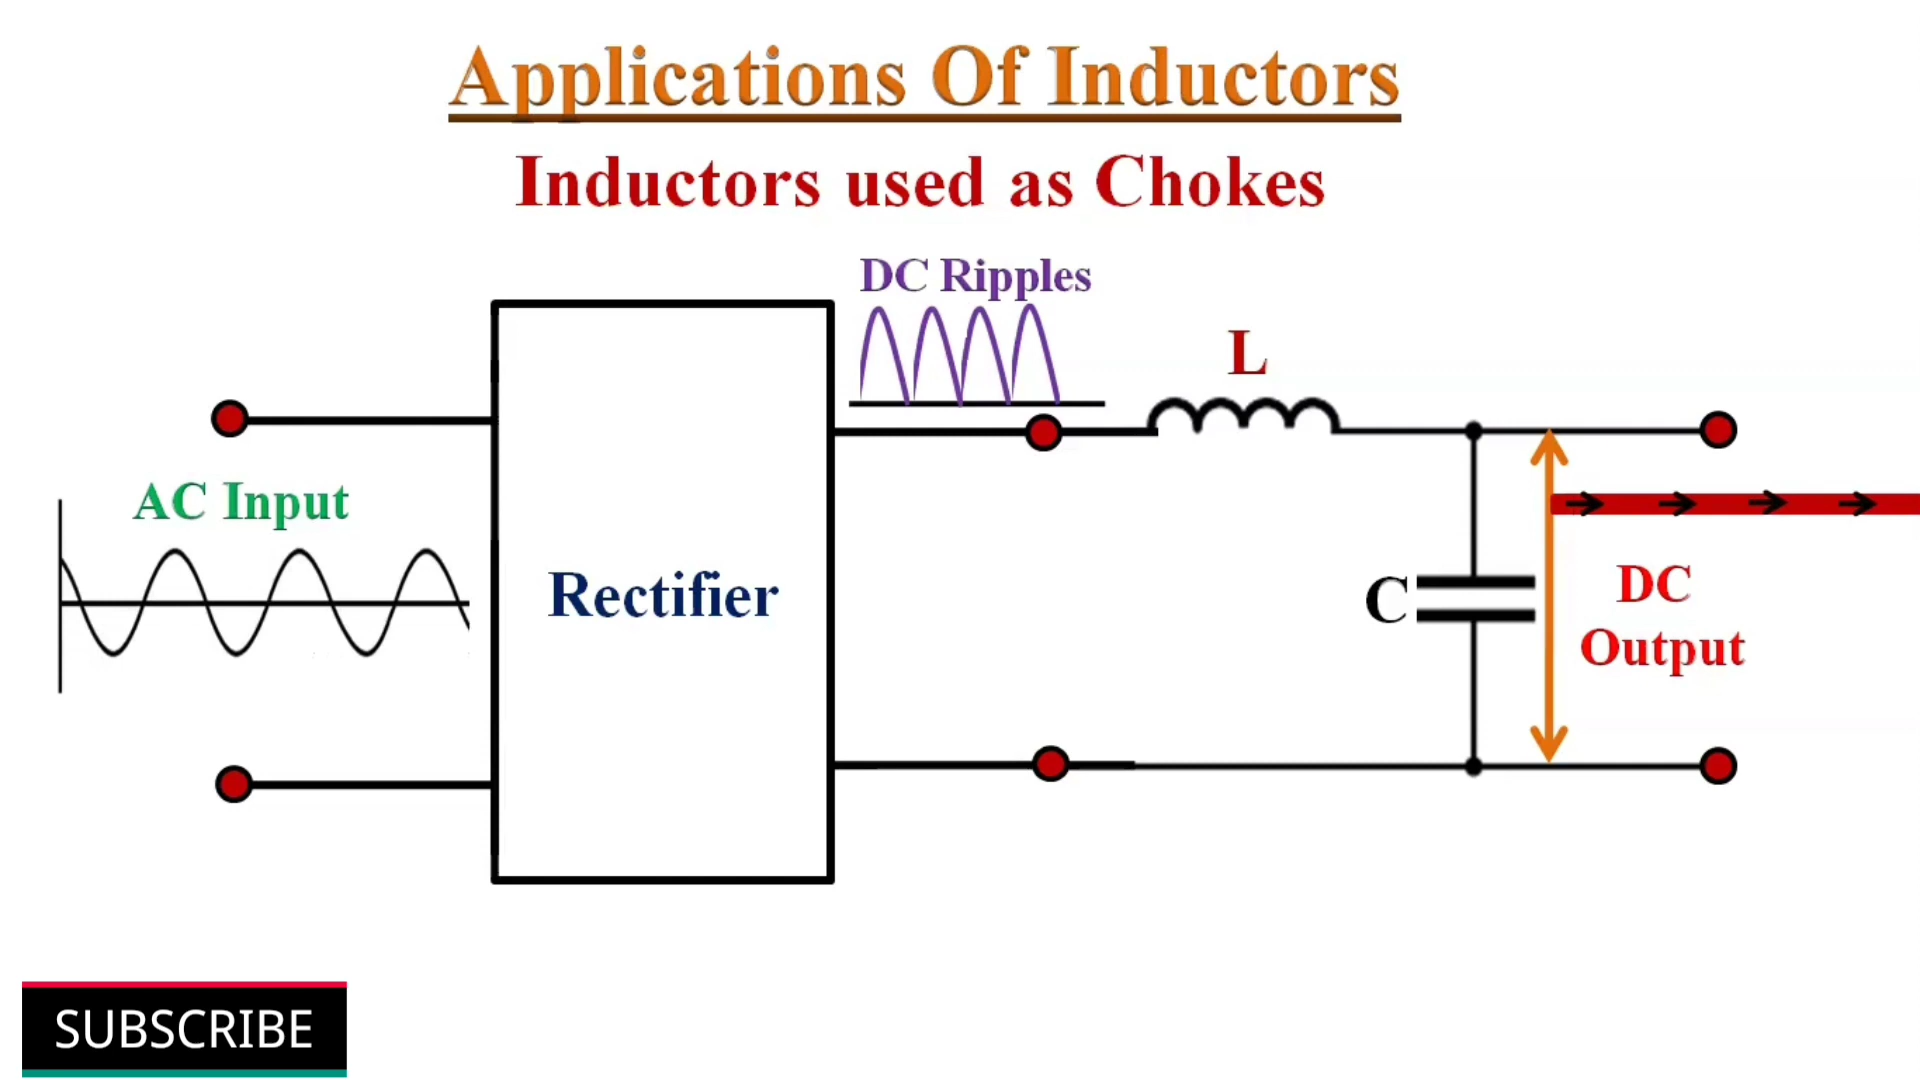 Applications Of Inductors
Inductors used as Chokes
DC Ripples
L
AC Input
Rectifier
C
DC
Output
SUBSCRIBE